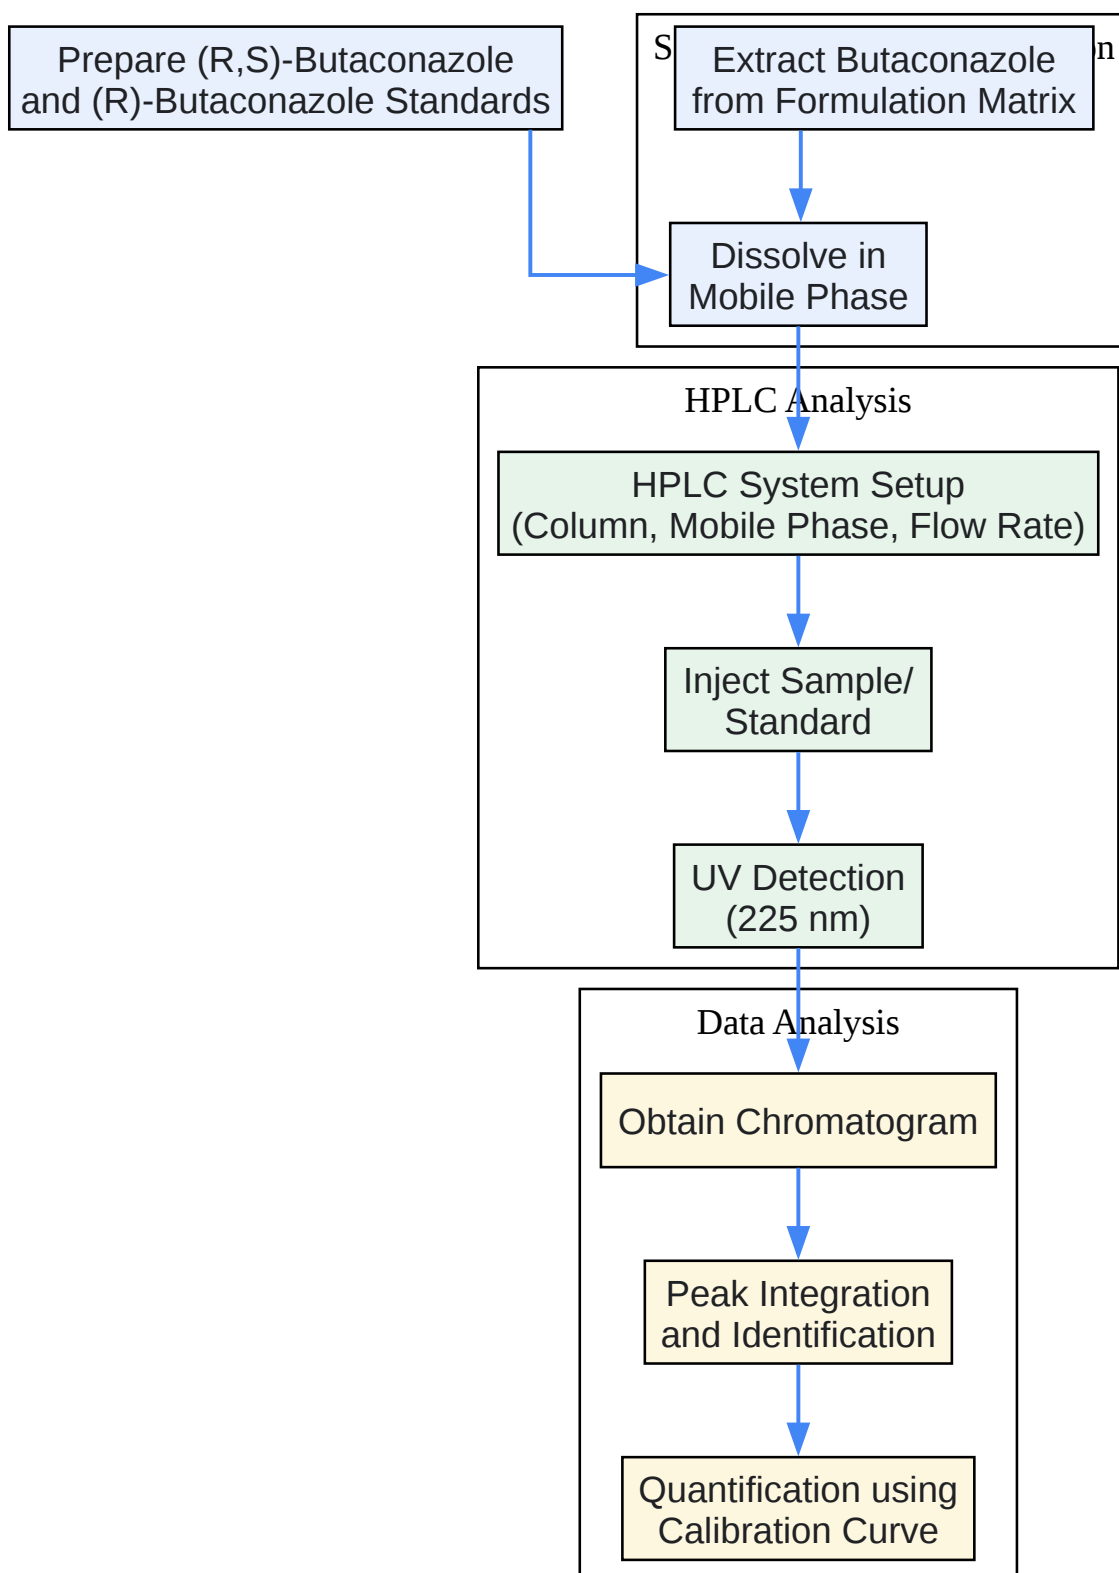 Prepare (R,S)-Butaconazole
and (R)-Butaconazole Standards
Extract Butaconazole
from Formulation Matrix
Dissolve in
Mobile Phase
HPLC Analysis
HPLC System Setup
(Column, Mobile Phase, Flow Rate)
Inject Sample/
Standard
UV Detection
(225 nm)
Data Analysis
Obtain Chromatogram
Peak Integration
and Identification
Quantification using
Calibration Curve